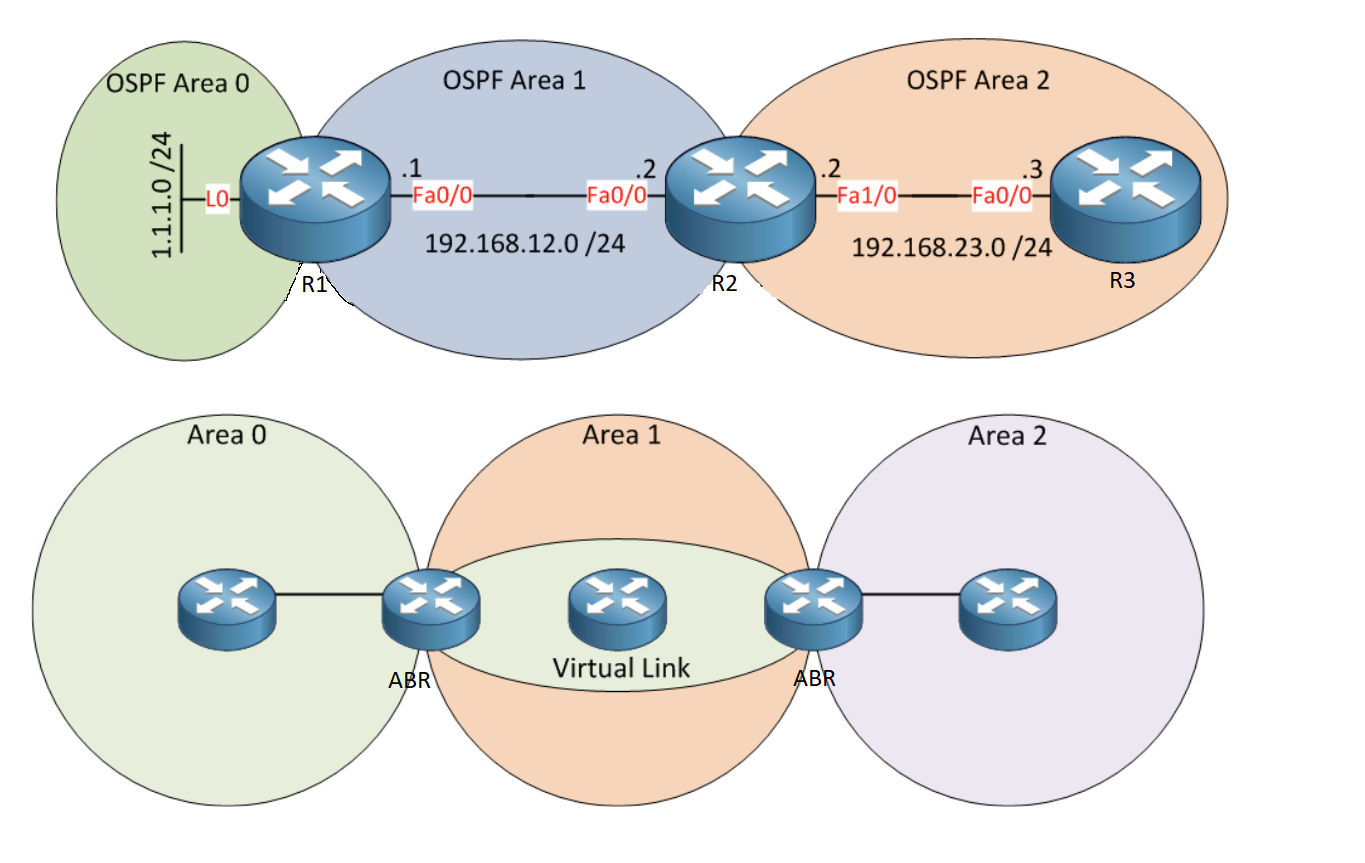 OSPF Area 0
OSPF Area 1
OSPF Area 2
1.1.1.0 /24
L0
.1
Fa0/0
.2
Fa0/0
192.168.12.0 /24
.2
Fa1/0
.3
Fa0/0
192.168.23.0 /24
R1
R2
R3
Area 0
Area 1
Area 2
Virtual Link
ABR
ABR